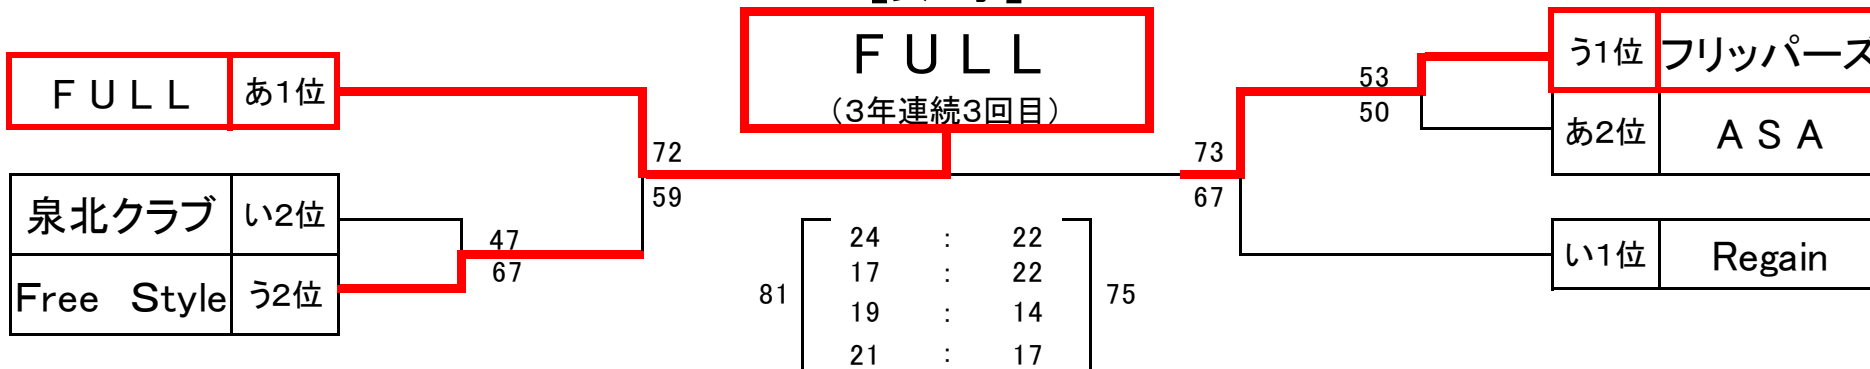 FULL
(3年連続3回目)
FULL あ1位
泉北クラブ い2位
Free Style う2位
47
67
72
59
う1位 フリッパーズ
あ2位 ASA
い1位 Regain
53
50
73
67
81
24 : 22
17 : 22
19 : 14
21 : 17
75